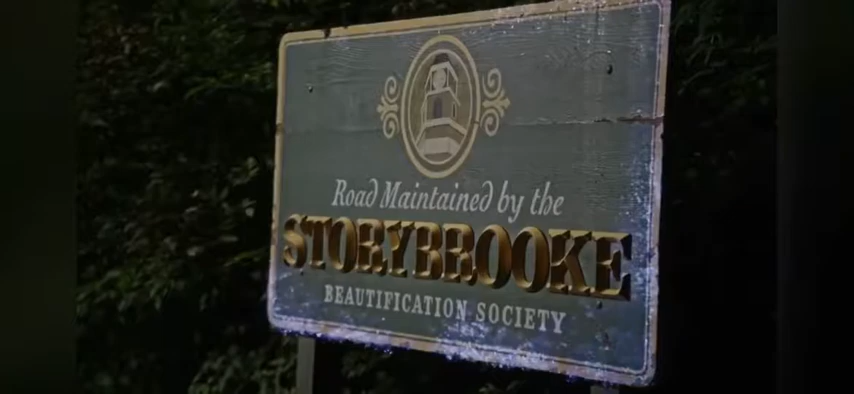 Road Maintained by the
STORYBROOKE
BEAUTIFICATION SOCIETY